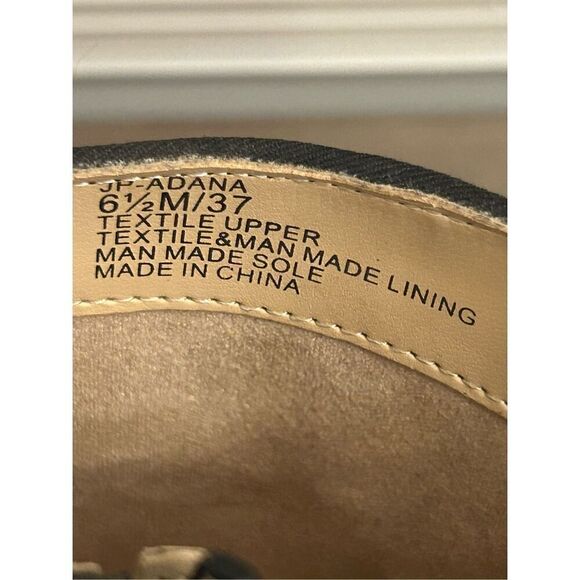 JP-ADANA
6½M/37
TEXTILE UPPER
TEXTILE&MAN MADE LINING
MAN MADE SOLE
MADE IN CHINA